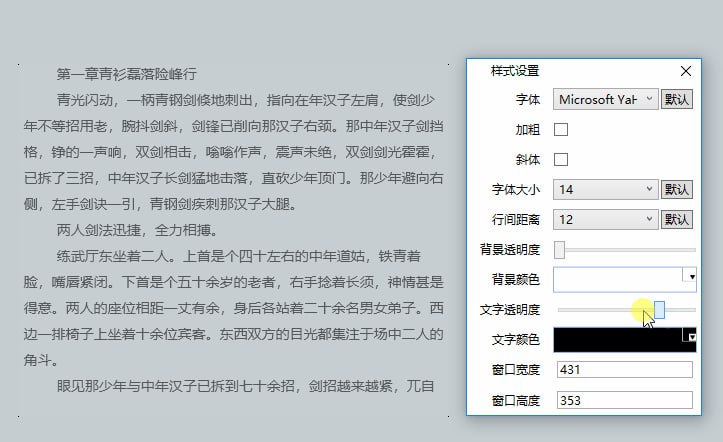 第一章青衫磊落险峰行
青光闪动，一柄青钢剑倏地刺出，指向在年汉子左肩，使剑少
年不等招用老，腕抖剑斜，剑锋已削向那汉子右颈。那中年汉子剑挡
格，铮的一声响，双剑相击，嗡嗡作声，震声未绝，双剑剑光霍霍，
已拆了三招，中年汉子长剑猛地击落，直砍少年顶门。那少年避向右
侧，左手剑诀一引，青钢剑疾刺那汉子大腿。
两人剑法迅捷，全力相搏。
练武厅东坐着二人。上首是个四十左右的中年道姑，铁青着
脸，嘴唇紧闭。下首是个五十余岁的老者，右手捻着长须，神情甚是
得意。两人的座位相距一丈有余，身后各站着二十余名男女弟子。西
边一排椅子上坐着十余位宾客。东西双方的目光都集注于场中二人的
角斗。
眼见那少年与中年汉子已拆到七十余招，剑招越来越紧，兀自
样式设置
字体 Microsoft YaH 默认
加粗
斜体
字体大小 14 默认
行间距离 12 默认
背景透明度
背景颜色
文字透明度
文字颜色
窗口宽度 431
窗口高度 353